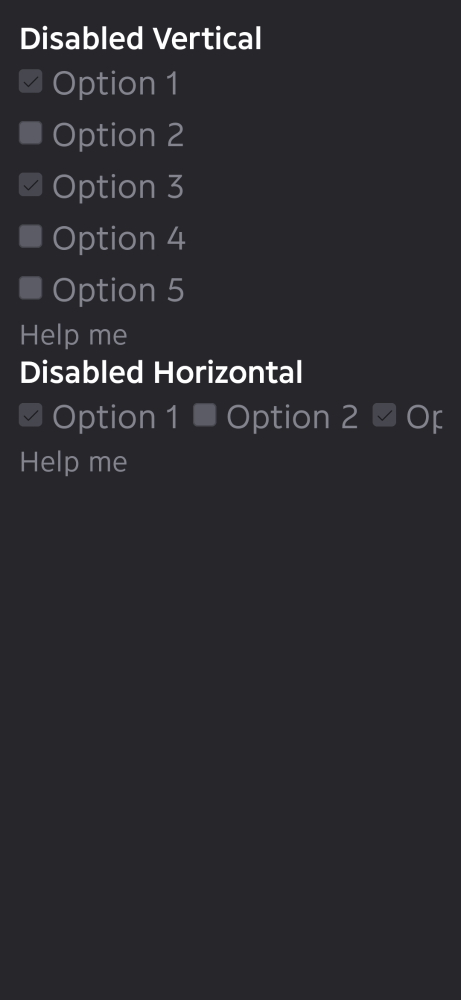 Disabled Vertical
Option 1
Option 2
Option 3
Option 4
Option 5
Help me
Disabled Horizontal
Option 1 Option 2 Op
Help me